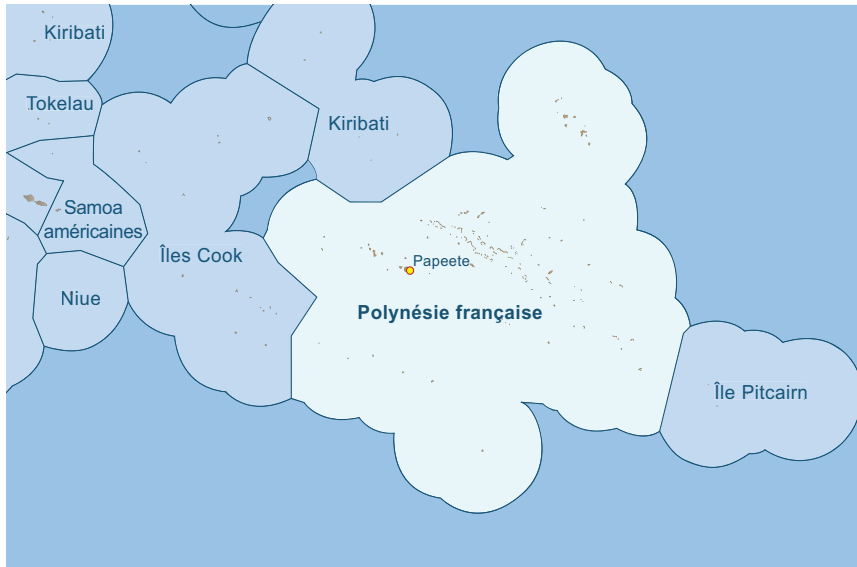 Kiribati
Tokelau
Kiribati
Samoa
américaines
Îles Cook
Papeete
Niue
Polynésie française
Île Pitcairn